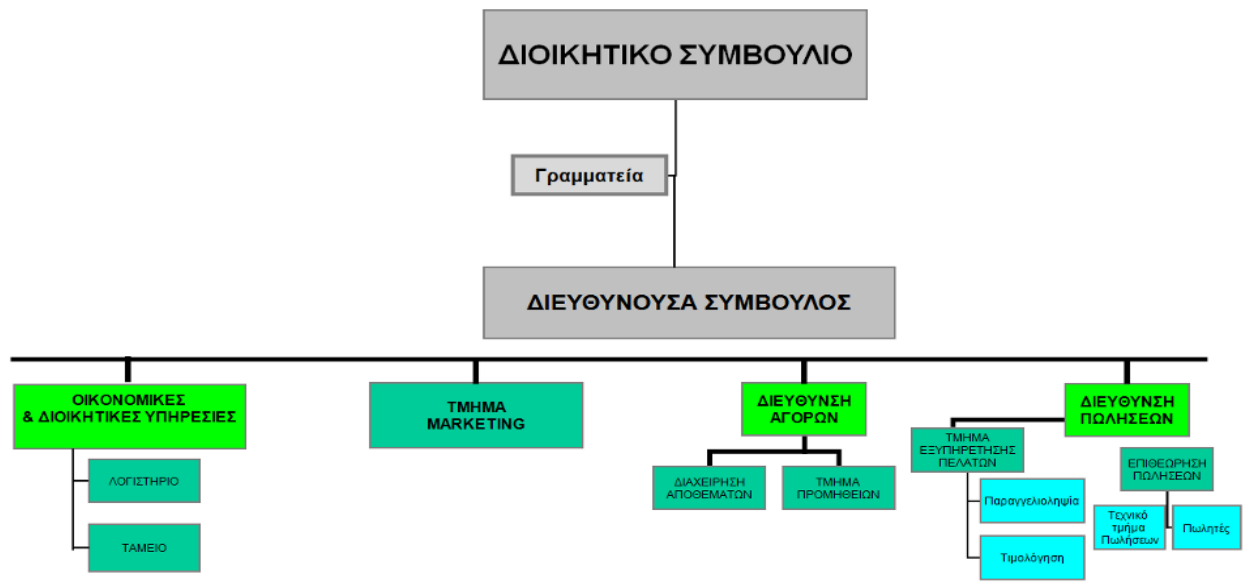 ΔΙΟΙΚΗΤΙΚΟ ΣΥΜΒΟΥΛΙΟ
Γραμματεία
ΔΙΕΥΘΥΝΟΥΣΑ ΣΥΜΒΟΥΛΟΣ
ΟΙΚΟΝΟΜΙΚΕΣ
& ΔΙΟΙΚΗΤΙΚΕΣ ΥΠΗΡΕΣΙΕΣ
ΛΟΓΙΣΤΗΡΙΟ
ΤΑΜΕΙΟ
ΤΜΗΜΑ
MARKETING
ΔΙΕΥΘΥΝΣΗ
ΑΓΟΡΩΝ
ΔΙΑΧΕΙΡΗΣΗ
ΑΠΟΘΕΜΑΤΩΝ
ΤΜΗΜΑ
ΠΡΟΜΗΘΕΙΩΝ
ΔΙΕΥΘΥΝΣΗ
ΠΩΛΗΣΕΩΝ
ΤΜΗΜΑ
ΕΞΥΠΗΡΕΤΗΣΗΣ
ΠΕΛΑΤΩΝ
Παραγγελιοληψία
Τιμολόγηση
ΕΠΙΘΕΩΡΗΣΗ
ΠΩΛΗΣΕΩΝ
Τεχνικό
τμήμα
Πωλήσεων
Πωλητές